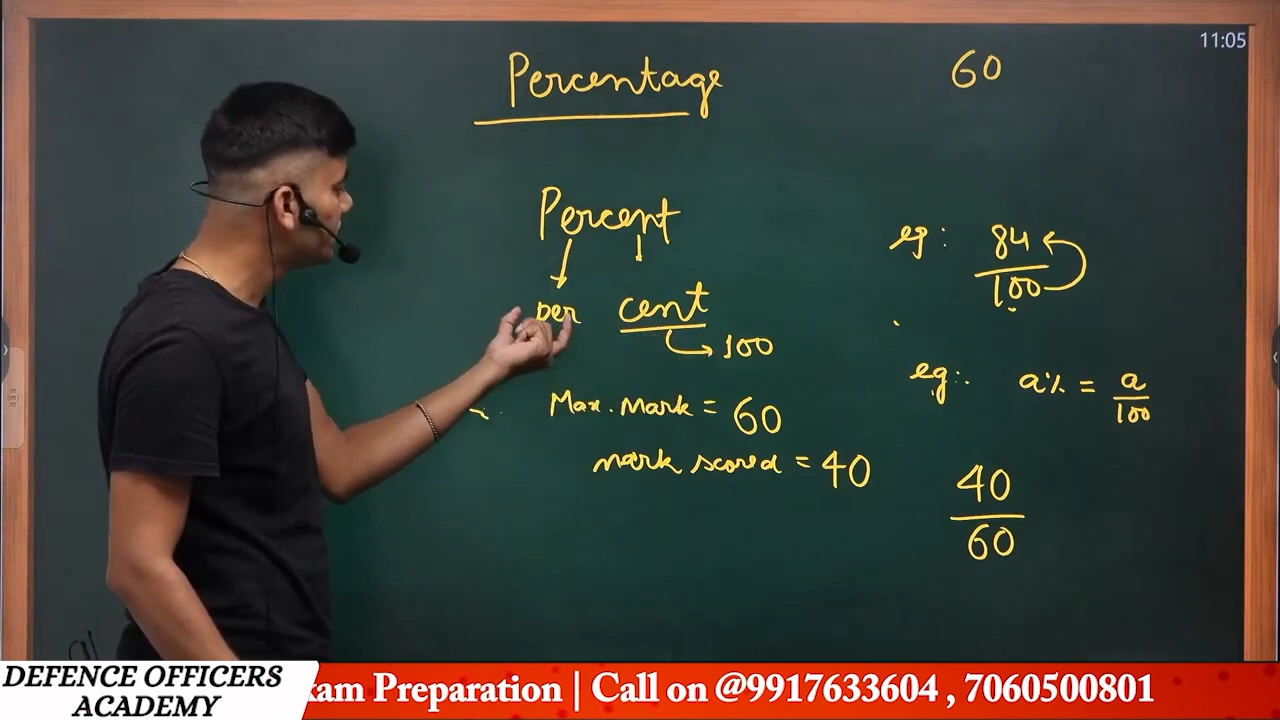 11:05
Percentage
60
Percent
per cent
100
eg: 84
100
eg:. a% = a
100
Max. Mark = 60
mark scored = 40
40
60
DEFENCE OFFICERS
ACADEMY
xam Preparation | Call on @9917633604 , 7060500801